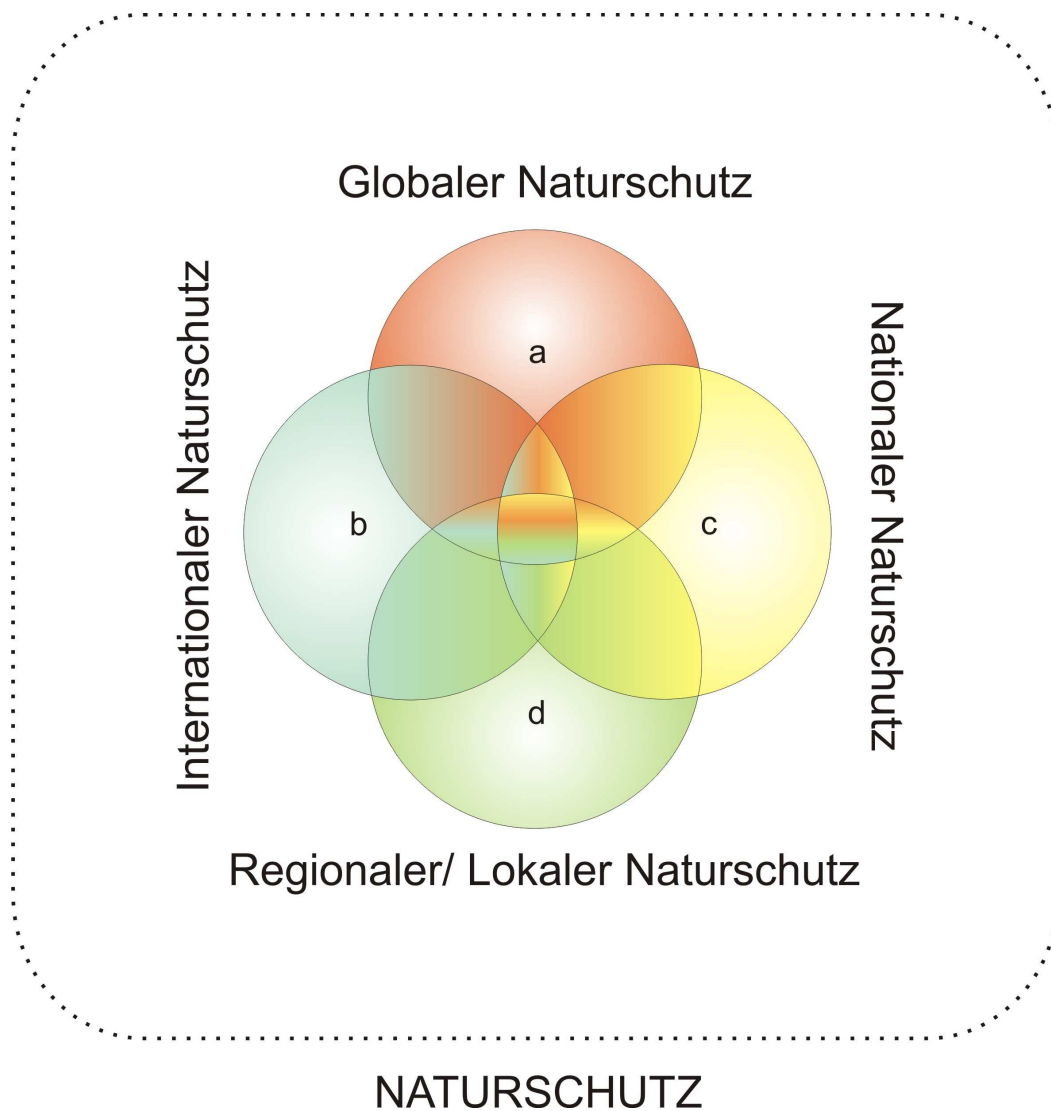 Globaler Naturschutz
Internationaler Naturschutz
Nationaler Naturschutz
a
b
c
d
Regionaler/ Lokaler Naturschutz
NATURSCHUTZ